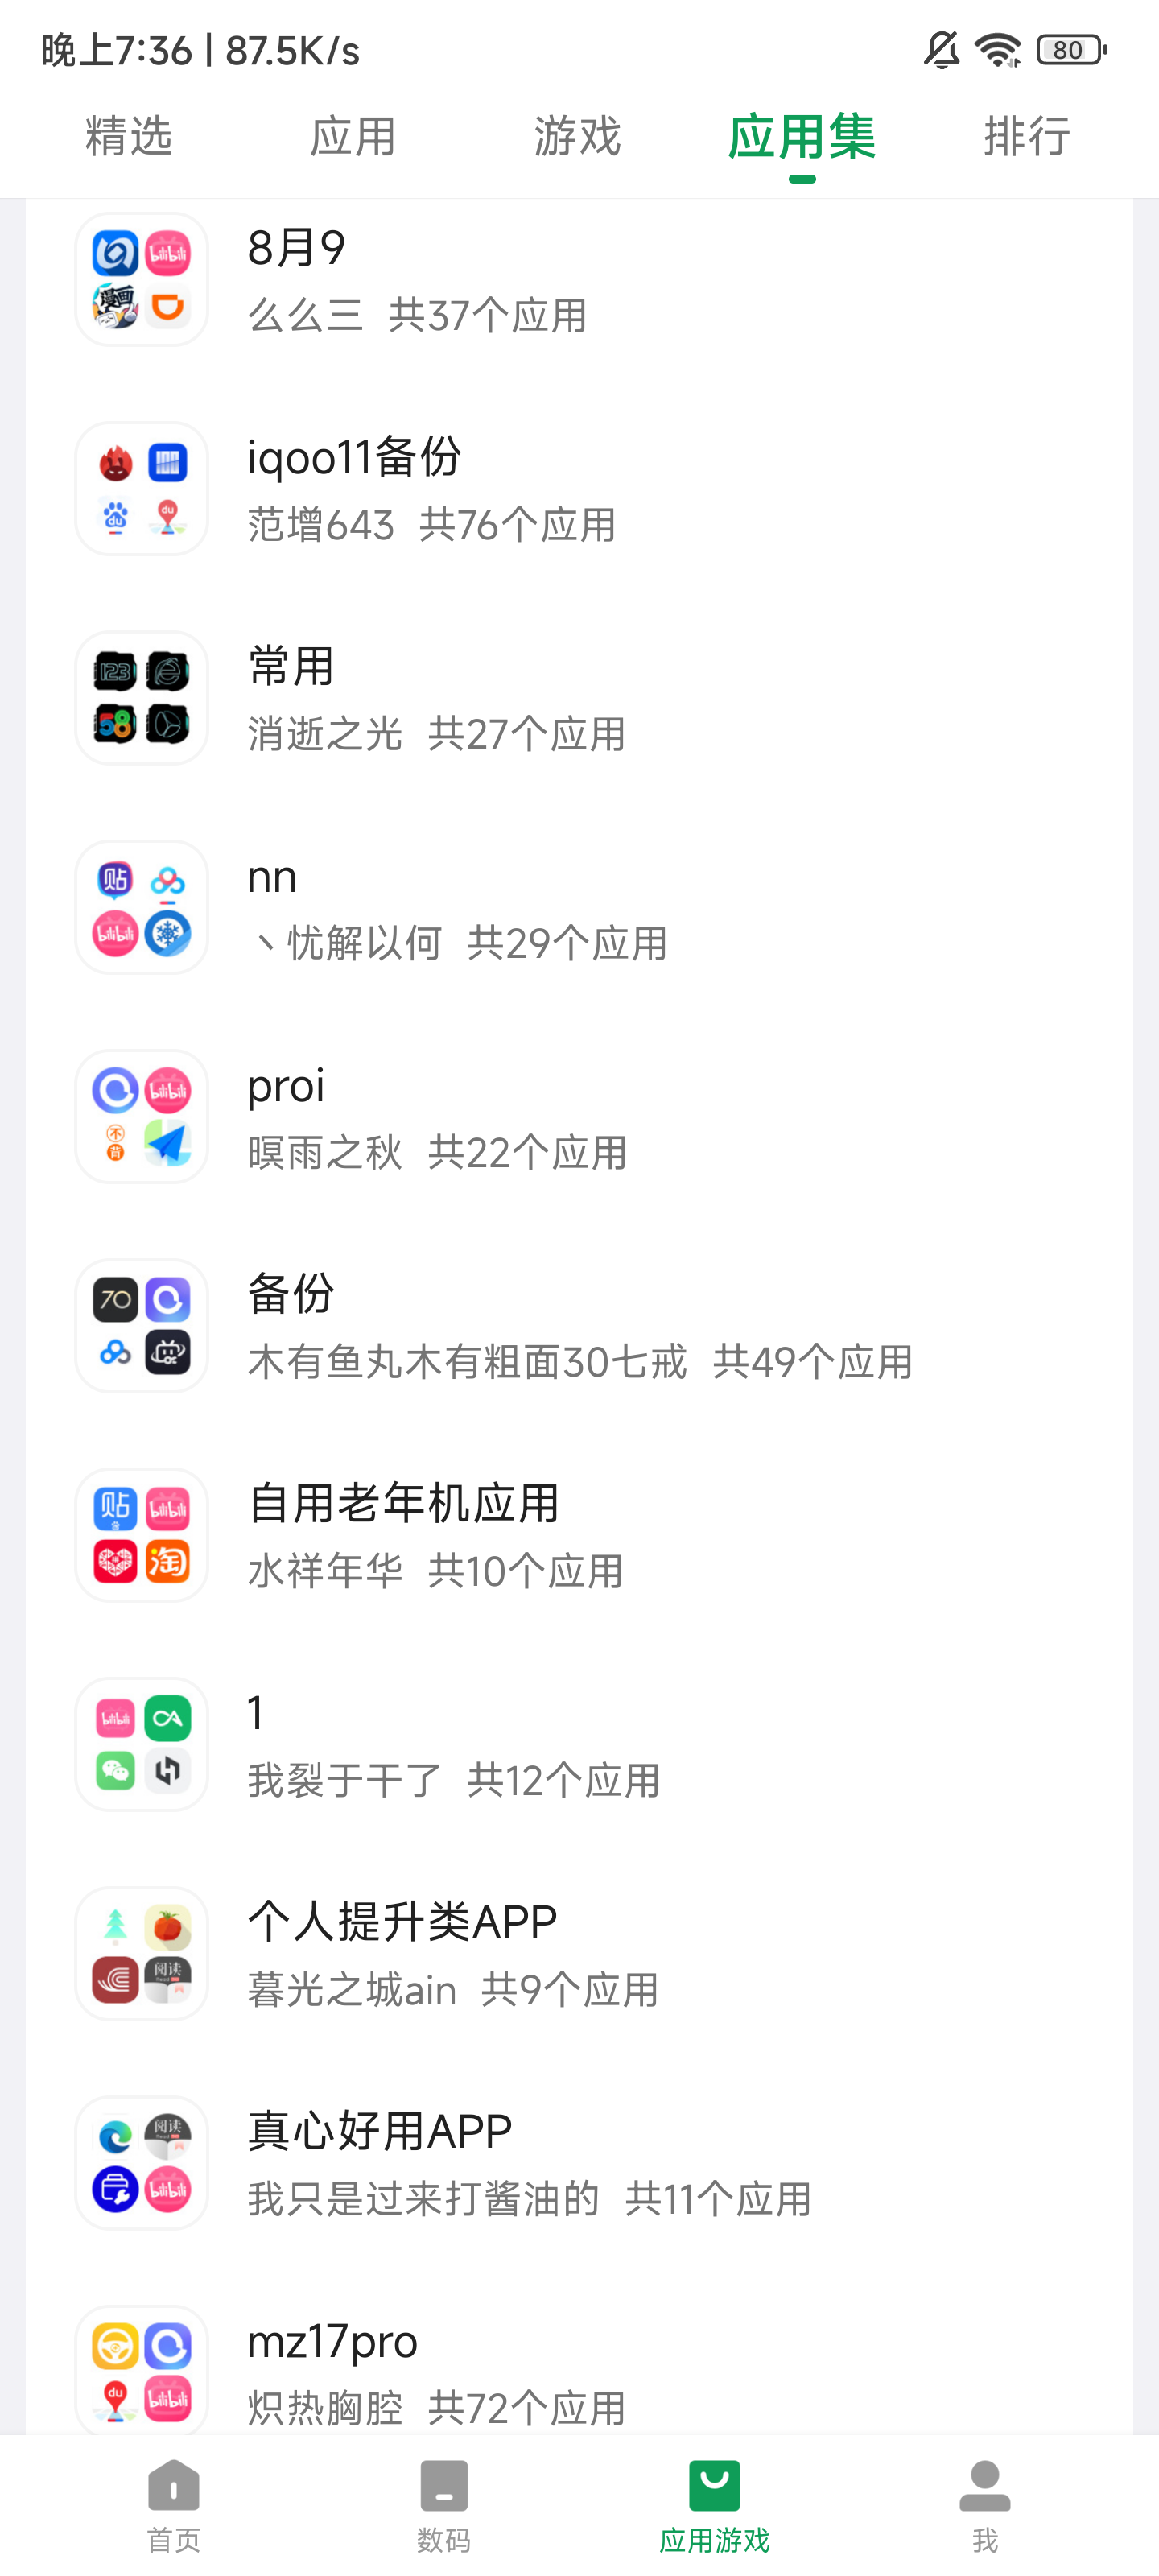 晚上7:36 | 87.5K/s
80
精选 应用 游戏 应用集 排行
8月9
么么三 共37个应用
iqoo11备份
范增643 共76个应用
常用
消逝之光 共27个应用
nn
丶忧解以何 共29个应用
proi
暝雨之秋 共22个应用
备份
木有鱼丸木有粗面30七戒 共49个应用
自用老年机应用
水祥年华 共10个应用
1
我裂于干了 共12个应用
个人提升类APP
暮光之城ain 共9个应用
真心好用APP
我只是过来打酱油的 共11个应用
mz17pro
炽热胸腔 共72个应用
首页 数码 应用游戏 我